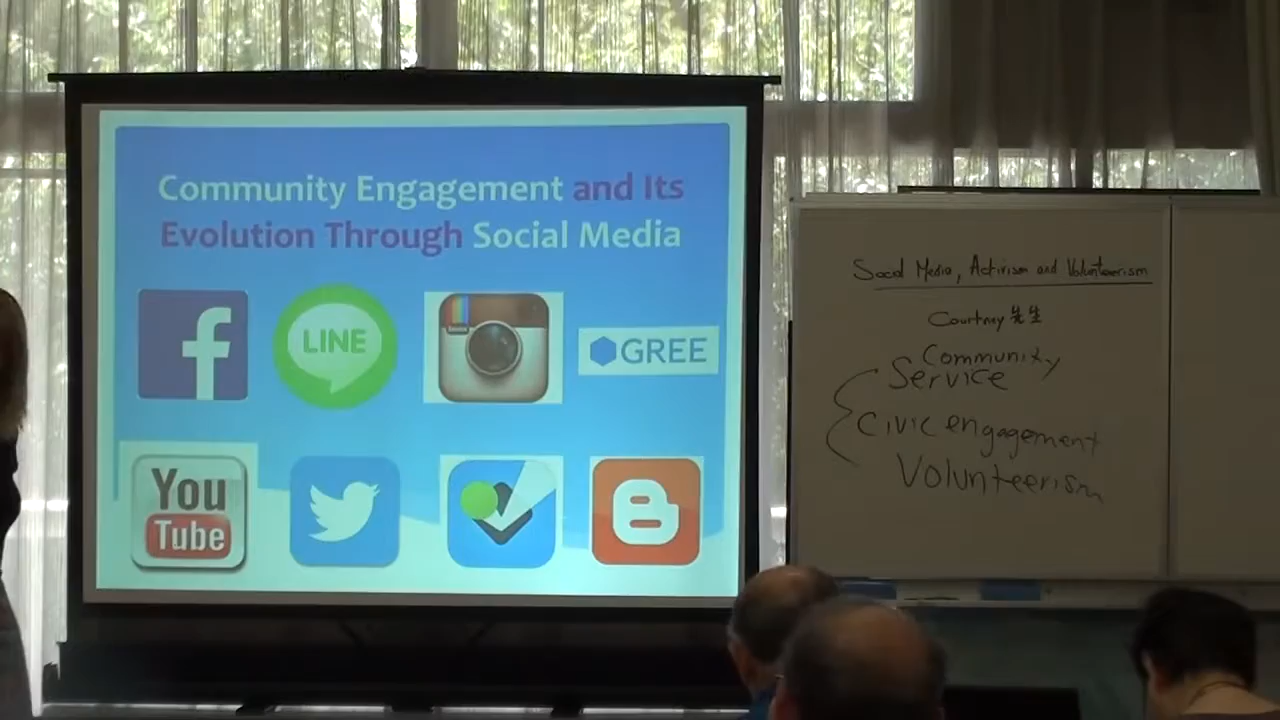 Community Engagement and Its
Evolution Through Social Media
f
LINE
GREE
You
Tube
Social Media, Activism and Volunteerism
Courtney 先生
Community
Service
Civic engagement
Volunteerism